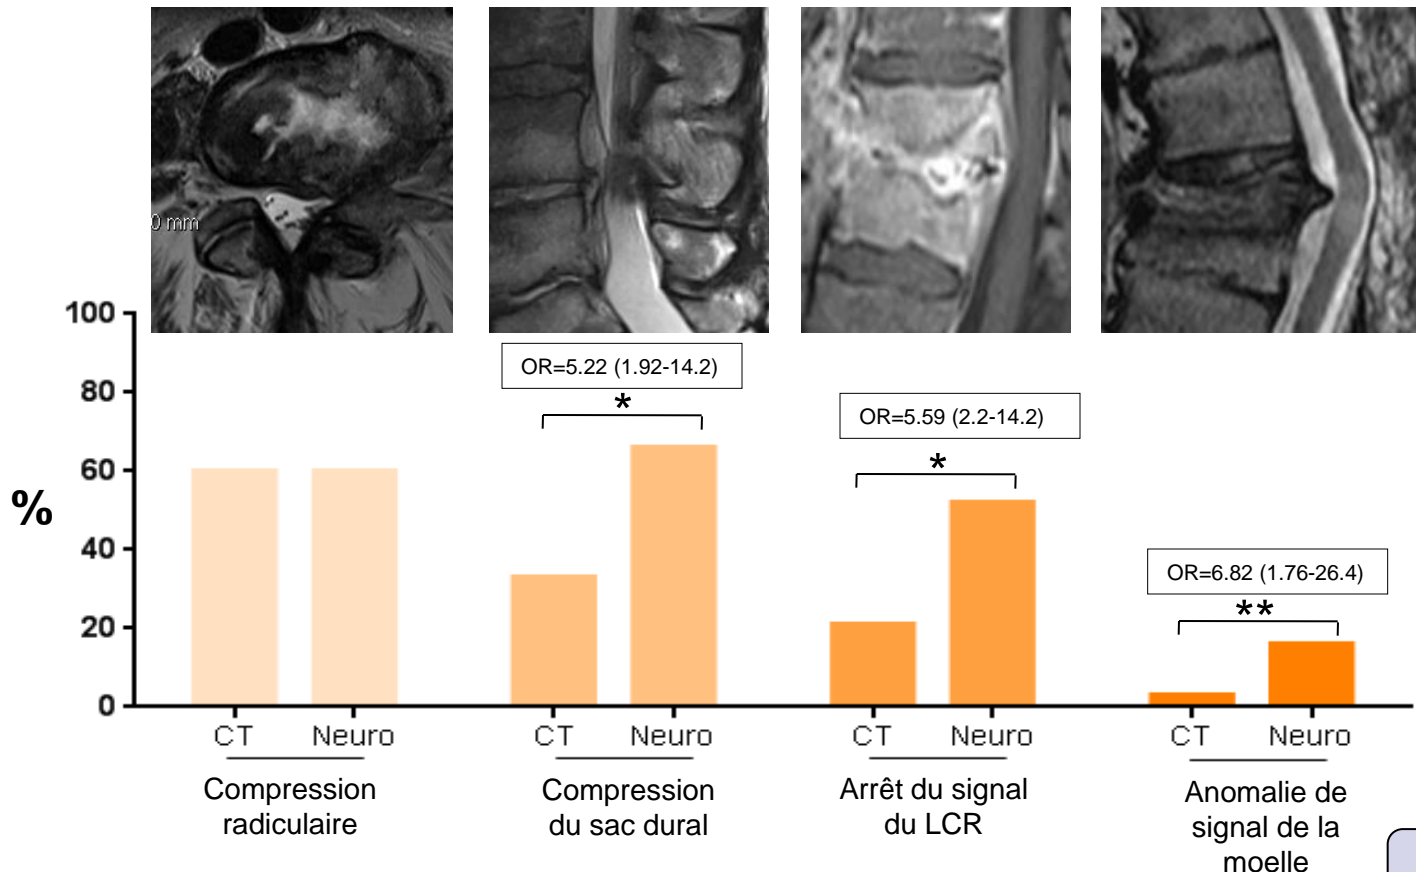 0 mm
100
80
60
40
20
0
%
OR=5.22 (1.92-14.2)
*
OR=5.59 (2.2-14.2)
*
OR=6.82 (1.76-26.4)
**
CT Neuro
CT Neuro
CT Neuro
CT Neuro
Compression
radiculaire
Compression
du sac dural
Arrêt du signal
du LCR
Anomalie de
signal de la
moelle